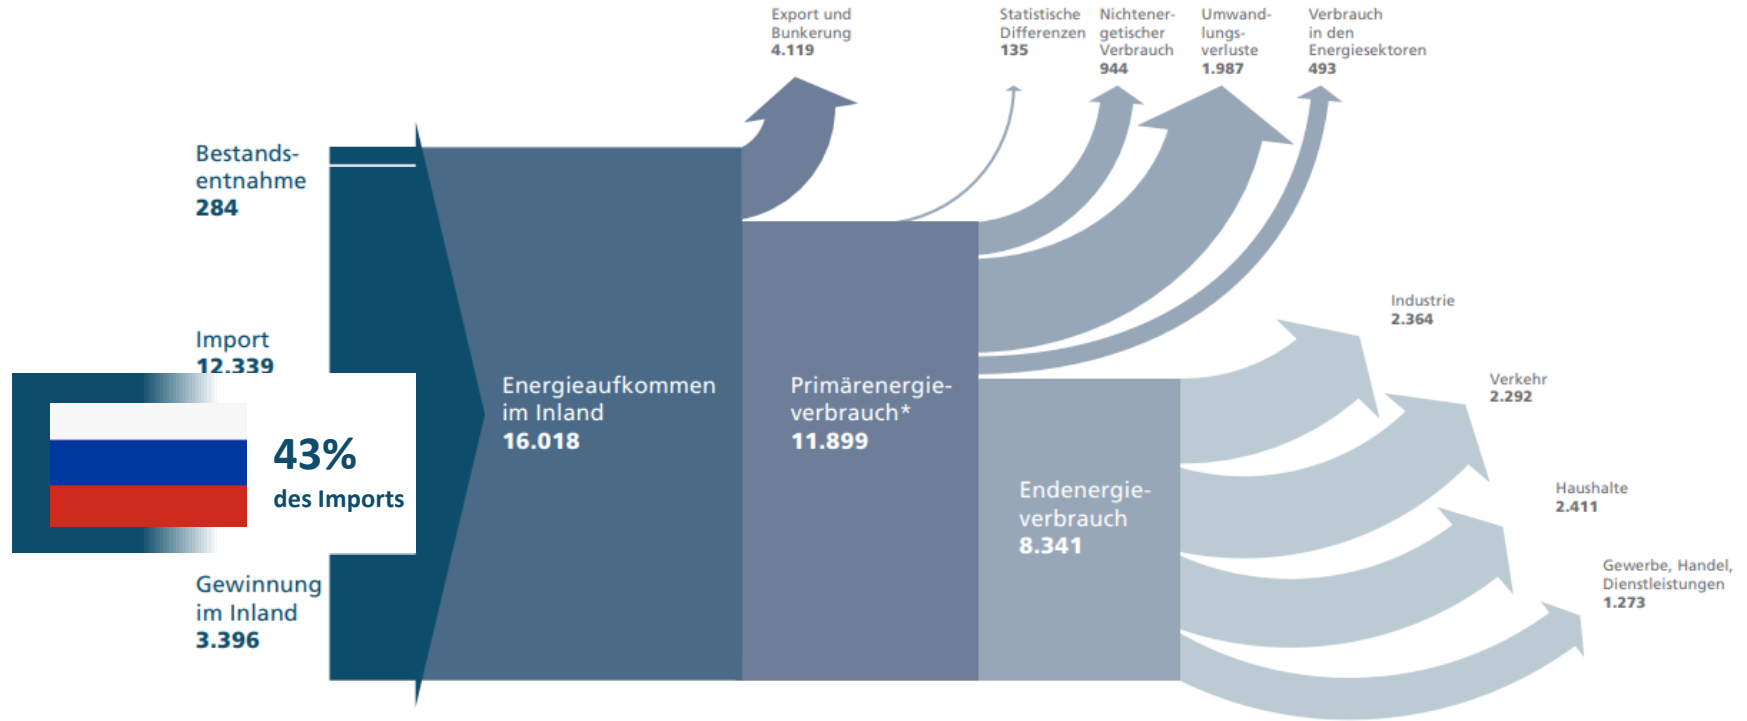 Export und
Bunkerung
4.119
Statistische
Differenzen
135
Nichtener-
getischer
Verbrauch
944
Umwand-
lungs-
verluste
1.987
Verbrauch
in den
Energiesektoren
493
Bestands-
entnahme
284
Import
12.339
43%
des Imports
Gewinnung
im Inland
3.396
Energieaufkommen
im Inland
16.018
Primärenergie-
verbrauch*
11.899
Endenergie-
verbrauch
8.341
Industrie
2.364
Verkehr
2.292
Haushalte
2.411
Gewerbe, Handel,
Dienstleistungen
1.273